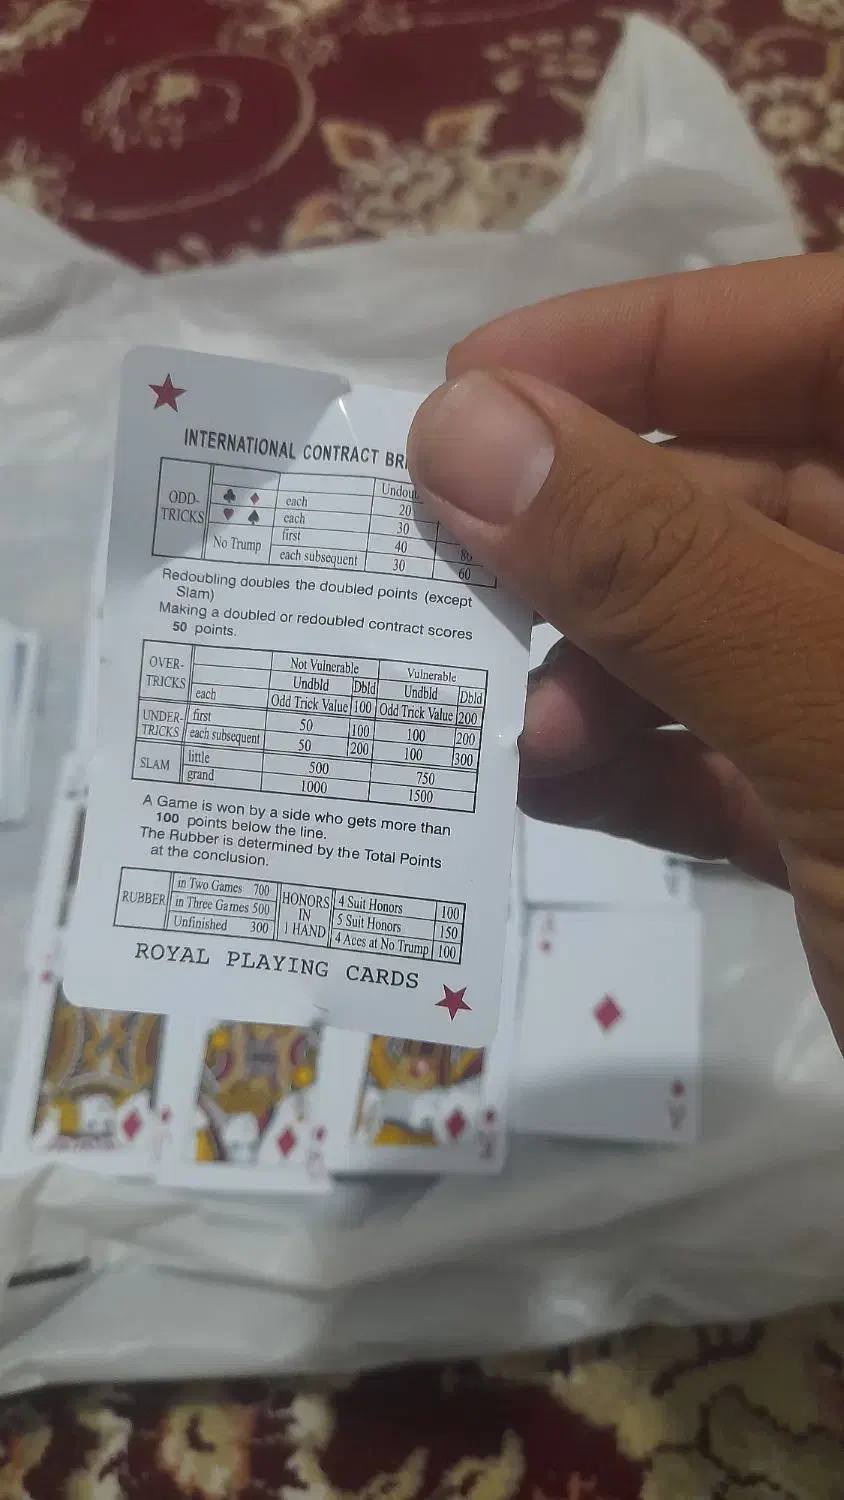 INTERNATIONAL CONTRACT
ODD-TRICKS
♣ ♦ each 20
♥ ♠ each 30
No Trump first 40 80
each subsequent 30 60
Redoubling doubles the doubled points (except
Slam)
Making a doubled or redoubled contract scores
50 points.
OVER-TRICKS Not Vulnerable Vulnerable
Undbld Dbld Undbld Dbld
each Odd Trick Value 100 Odd Trick Value 200
UNDER-TRICKS first 50 100 100 200
each subsequent 50 200 100 300
SLAM little 500 750
grand 1000 1500
A Game is won by a side who gets more than
100 points below the line.
The Rubber is determined by the Total Points
at the conclusion.
RUBBER in Two Games 700
in Three Games 500
Unfinished 300
HONORS IN 1 HAND 4 Suit Honors 100
5 Suit Honors 150
4 Aces at No Trump 100
ROYAL PLAYING CARDS